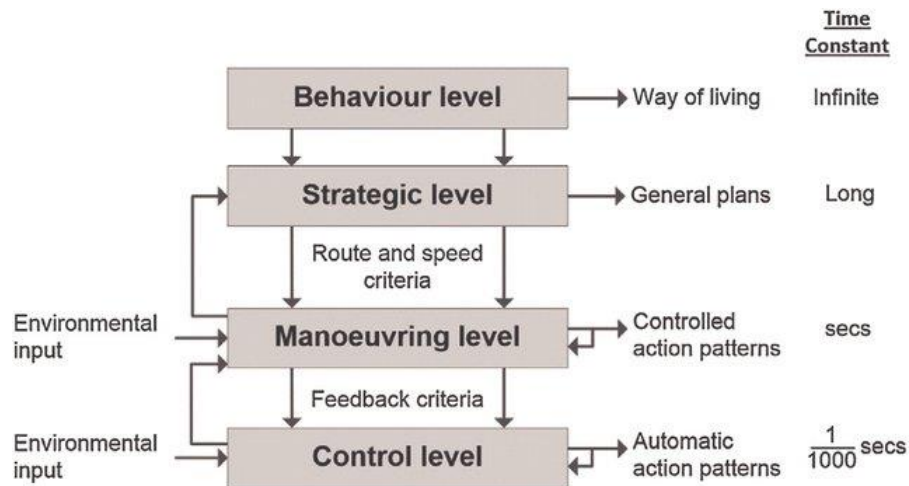 Time
Constant
Behaviour level
Way of living
Infinite
Strategic level
General plans
Long
Route and speed
criteria
Environmental
input
Manoeuvring level
Controlled
action patterns
secs
Feedback criteria
Environmental
input
Control level
Automatic
action patterns
1/1000 secs